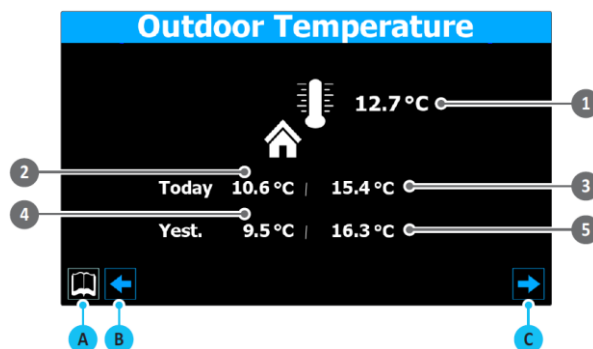 Outdoor Temperature
12.7 °C
1
2
Today 10.6 °C | 15.4 °C
3
4
Yest. 9.5 °C | 16.3 °C
5
A B C